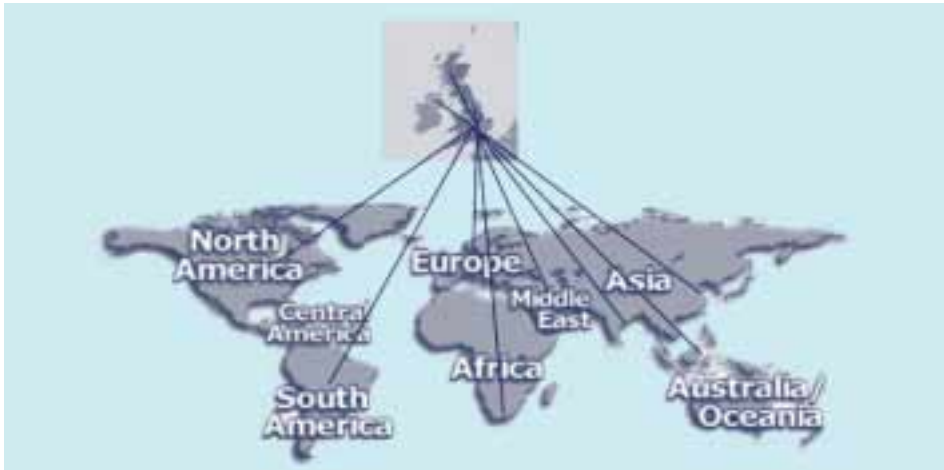 North
America
Central
America
South
America
Europe
Africa
Middle
East
Asia
Australia/
Oceania